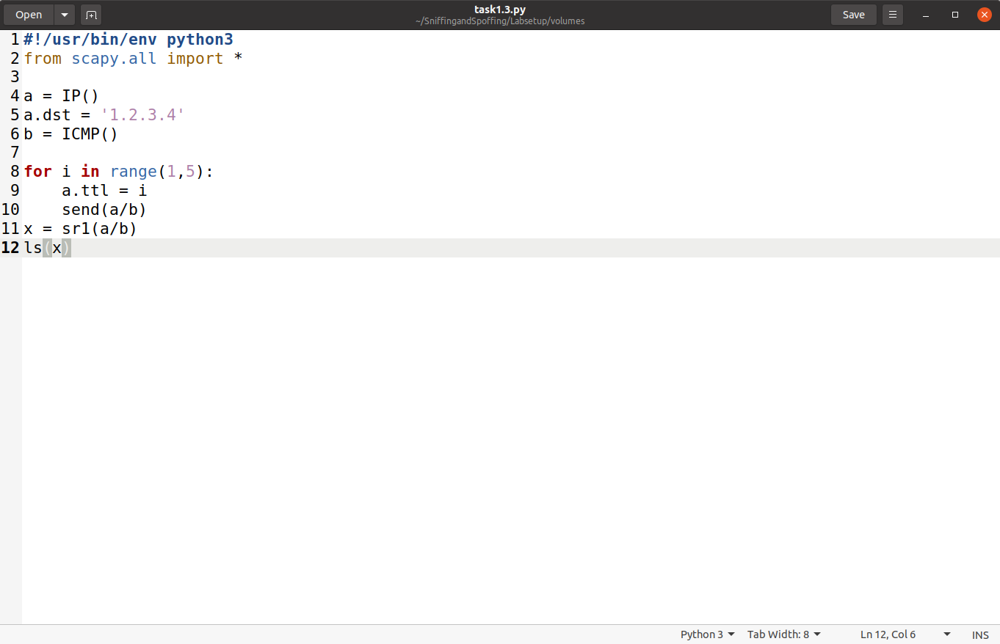 Open
task1.3.py
~/SniffingandSpoffing/Labsetup/volumes
Save
1 #!/usr/bin/env python3
2 from scapy.all import *
3
4 a = IP()
5 a.dst = '1.2.3.4'
6 b = ICMP()
7
8 for i in range(1,5):
9     a.ttl = i
10     send(a/b)
11 x = sr1(a/b)
12 ls(x)
Python 3 Tab Width: 8 Ln 12, Col 6 INS